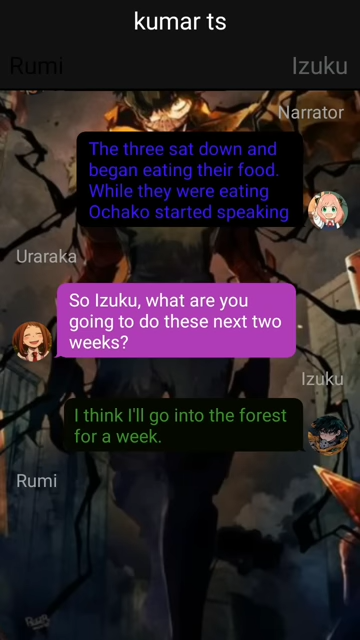 kumar ts
Rumi
Izuku
Narrator
The three sat down and
began eating their food.
While they were eating
Ochako started speaking
Uraraka
So Izuku, what are you
going to do these next two
weeks?
Izuku
I think I'll go into the forest
for a week.
Rumi